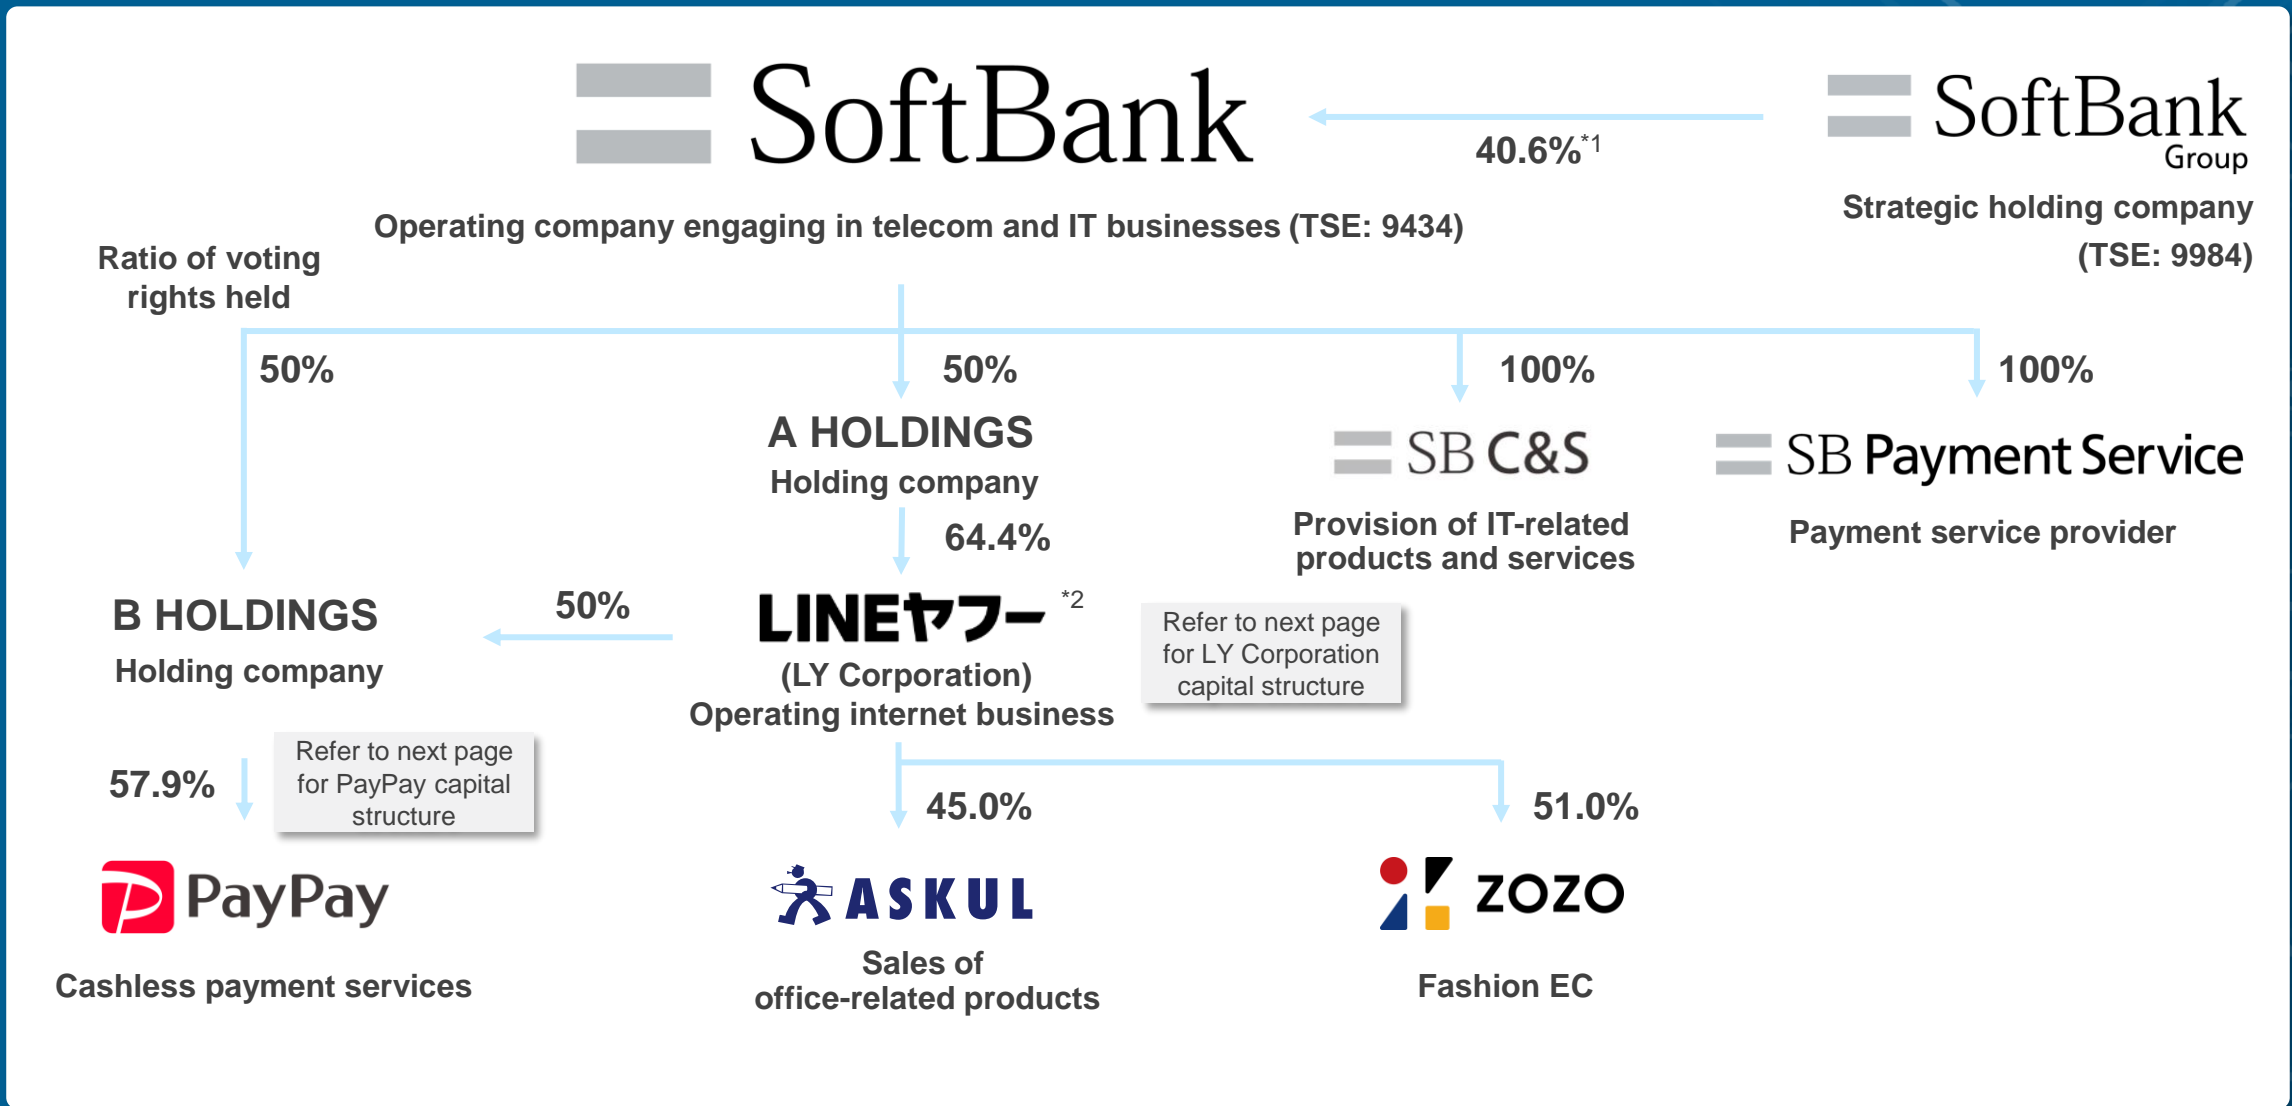 SoftBank
40.6%*1
SoftBank
Group
Strategic holding company
(TSE: 9984)
Operating company engaging in telecom and IT businesses (TSE: 9434)
Ratio of voting
rights held
50%
50%
100%
100%
A HOLDINGS
Holding company
64.4%
SB C&S
Provision of IT-related
products and services
SB Payment Service
Payment service provider
B HOLDINGS
Holding company
50%
LINEヤフー *2
(LY Corporation)
Operating internet business
Refer to next page
for LY Corporation
capital structure
57.9%
Refer to next page
for PayPay capital
structure
45.0%
51.0%
PayPay
Cashless payment services
ASKUL
Sales of
office-related products
ZOZO
Fashion EC